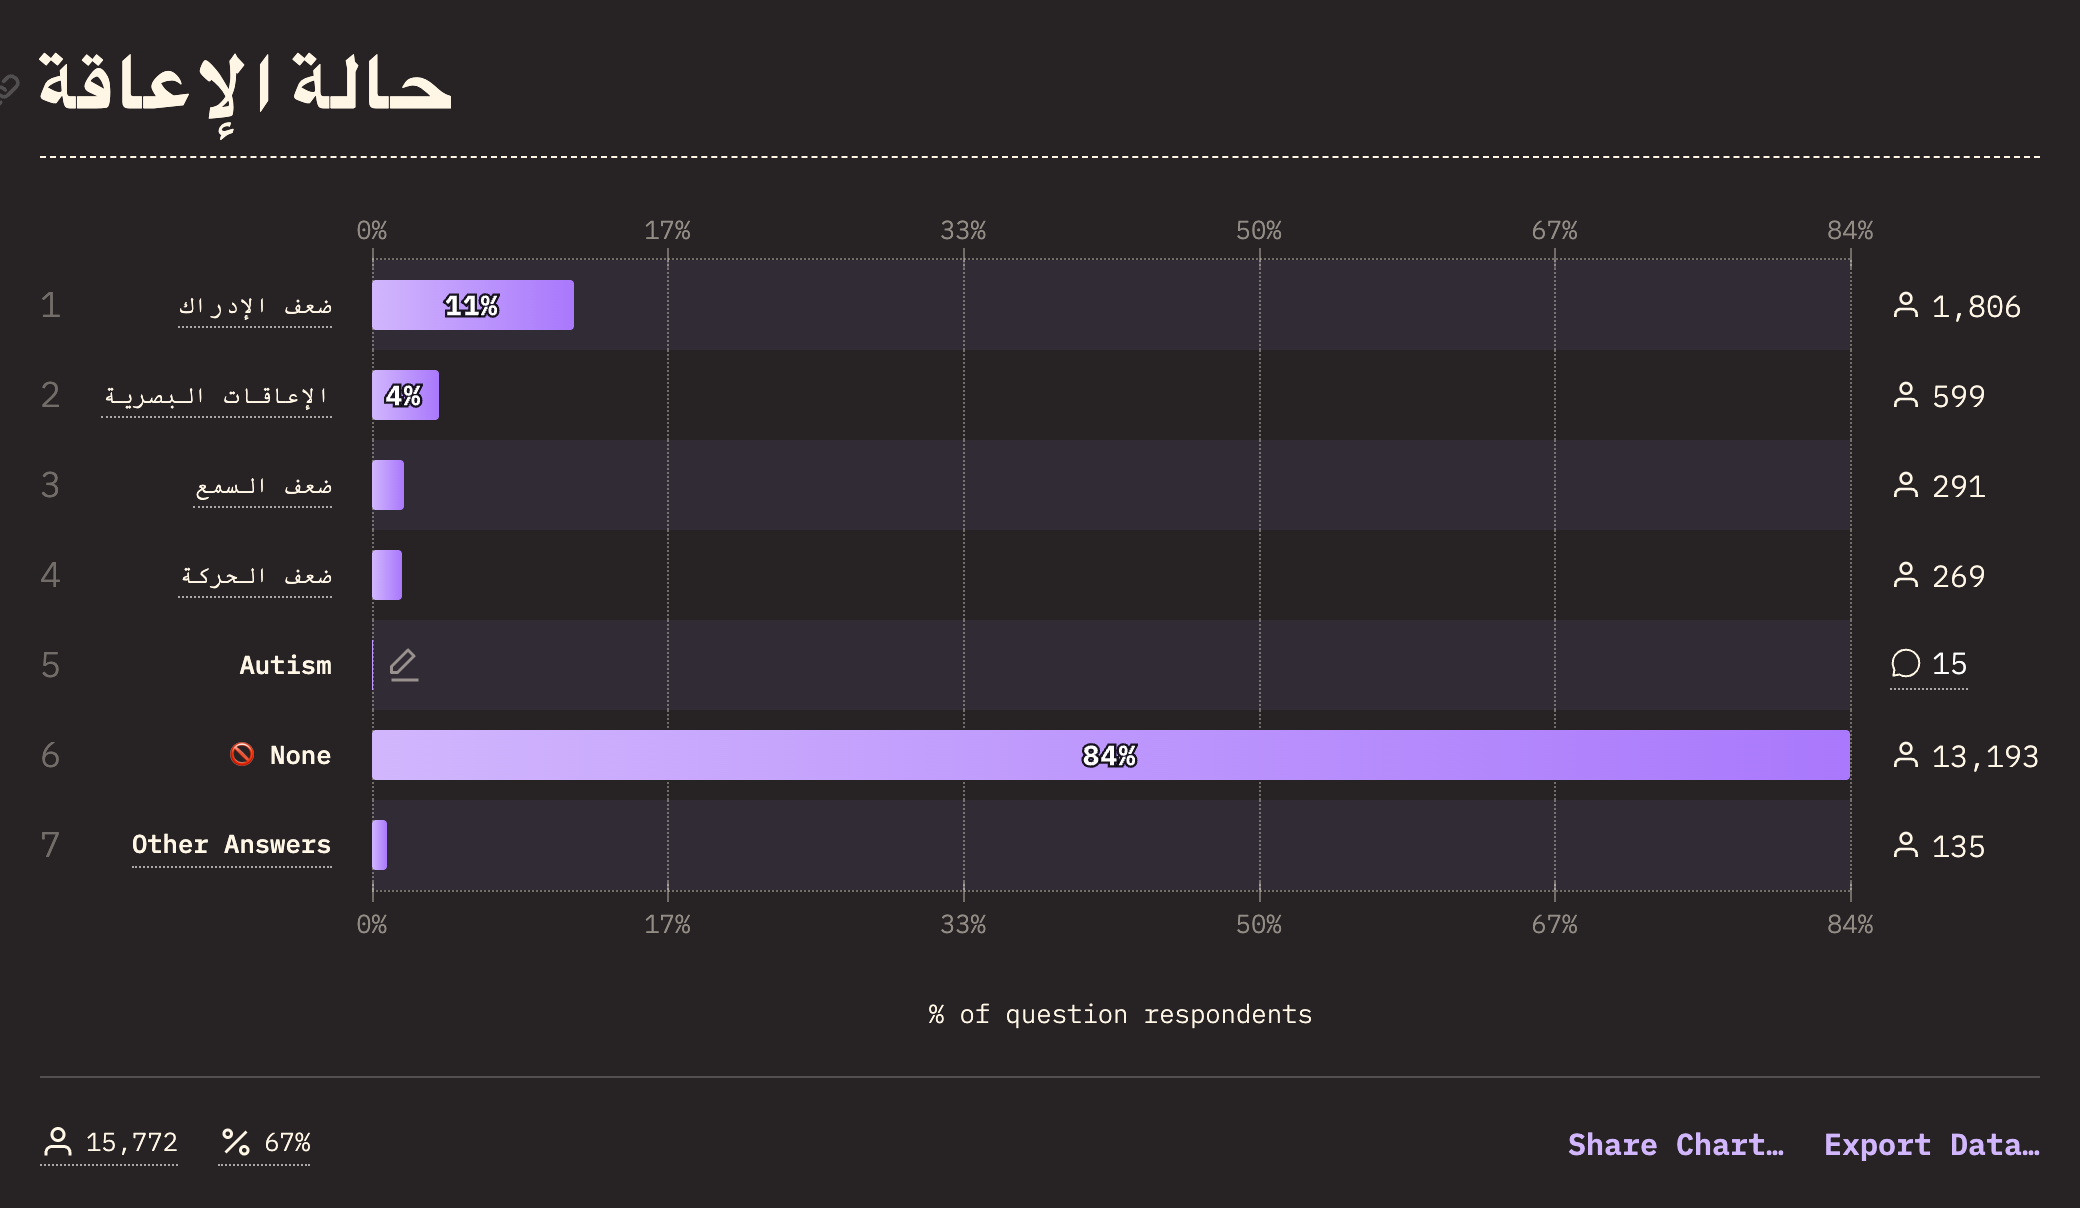 حالة الإعاقة
0% 17% 33% 50% 67% 84%
1 ضعف الإدراك 11% 1,806
2 الإعاقات البصرية 4% 599
3 ضعف السمع 291
4 ضعف الحركة 269
5 Autism 15
6 🚫 None 84% 13,193
7 Other Answers 135
0% 17% 33% 50% 67% 84%
% of question respondents
15,772 % 67% Share Chart… Export Data…